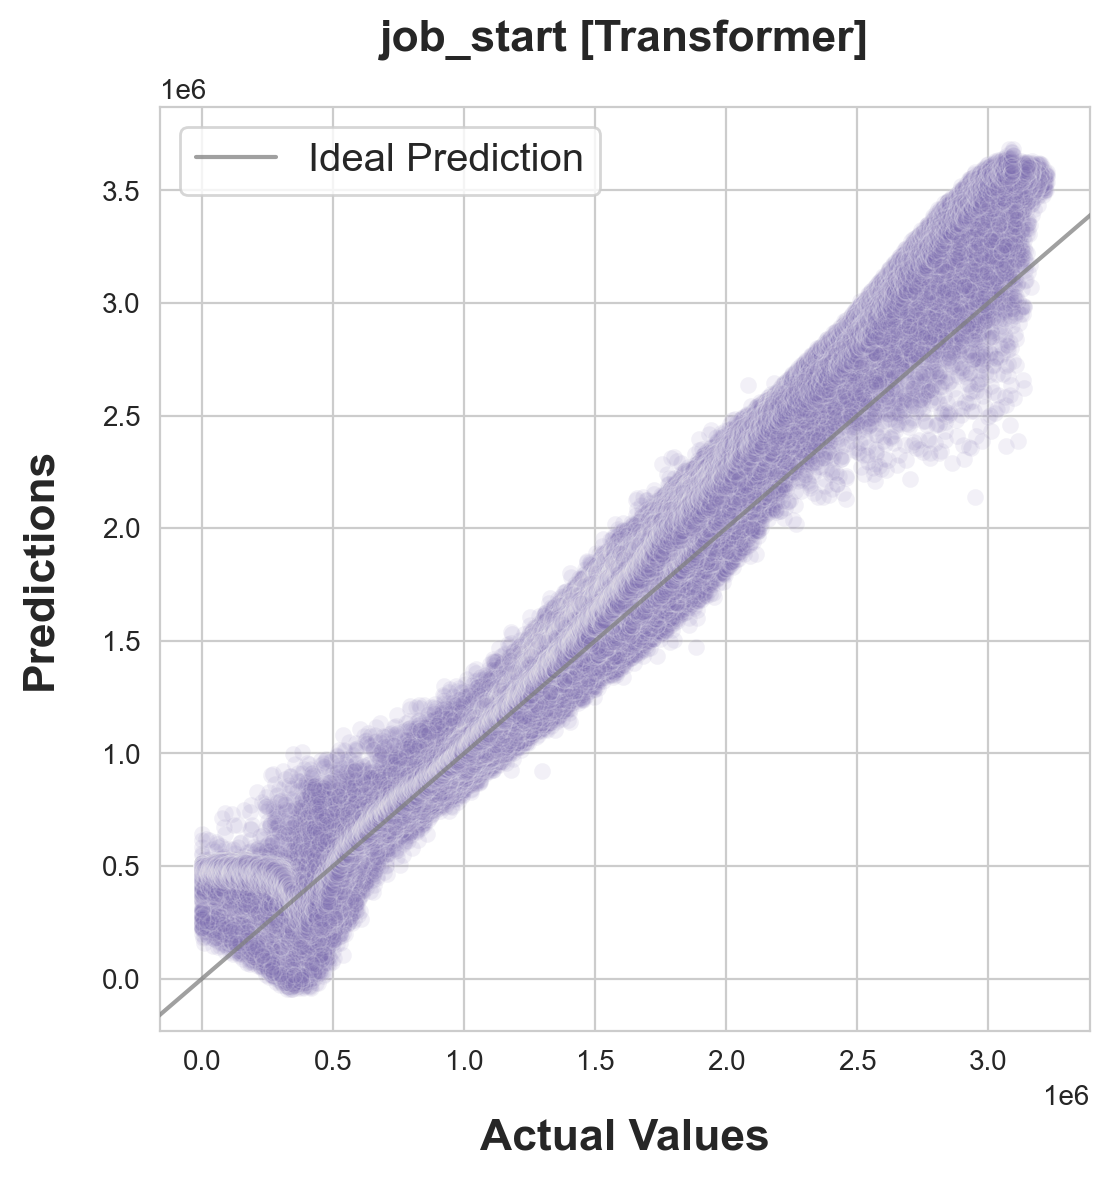 job_start [Transformer]
1e6
Ideal Prediction
3.5
3.0
2.5
2.0
1.5
1.0
0.5
0.0
Predictions
0.0 0.5 1.0 1.5 2.0 2.5 3.0
1e6
Actual Values